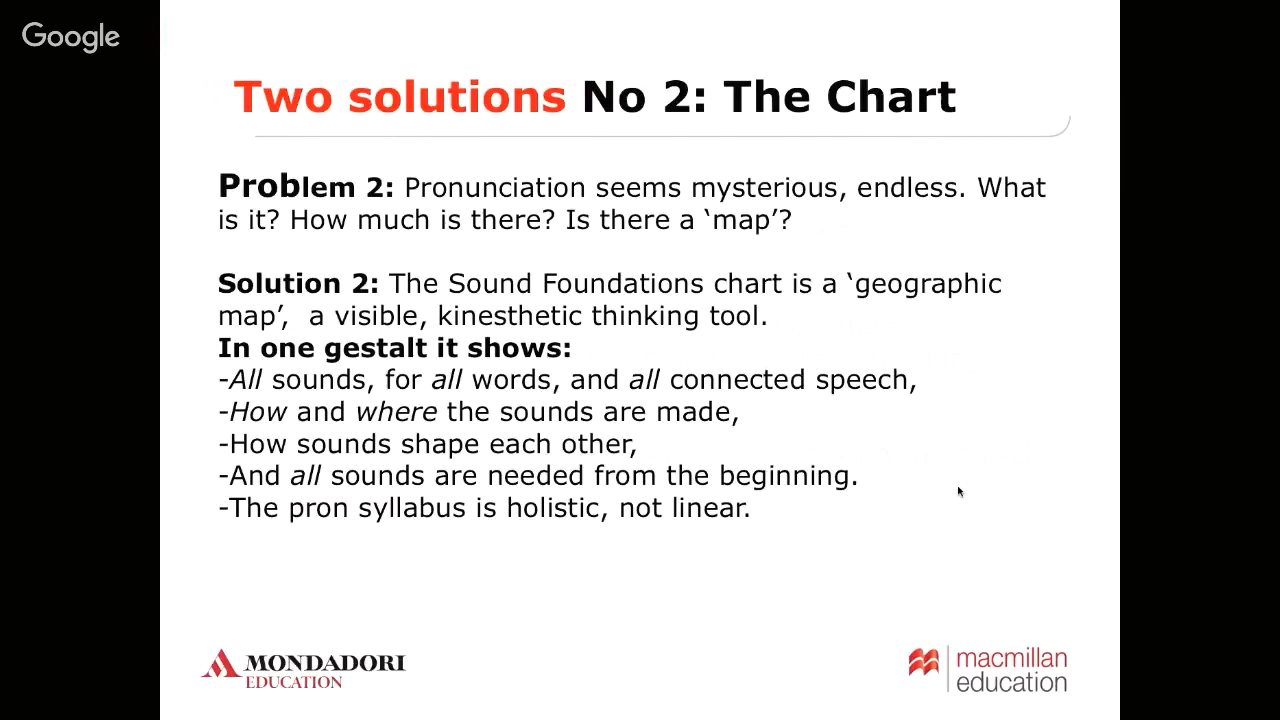 Google
Two solutions No 2: The Chart
Problem 2: Pronunciation seems mysterious, endless. What
is it? How much is there? Is there a ‘map’?
Solution 2: The Sound Foundations chart is a ‘geographic
map’,  a visible, kinesthetic thinking tool.
In one gestalt it shows:
-All sounds, for all words, and all connected speech,
-How and where the sounds are made,
-How sounds shape each other,
-And all sounds are needed from the beginning.
-The pron syllabus is holistic, not linear.
MONDADORI
EDUCATION
macmillan
education